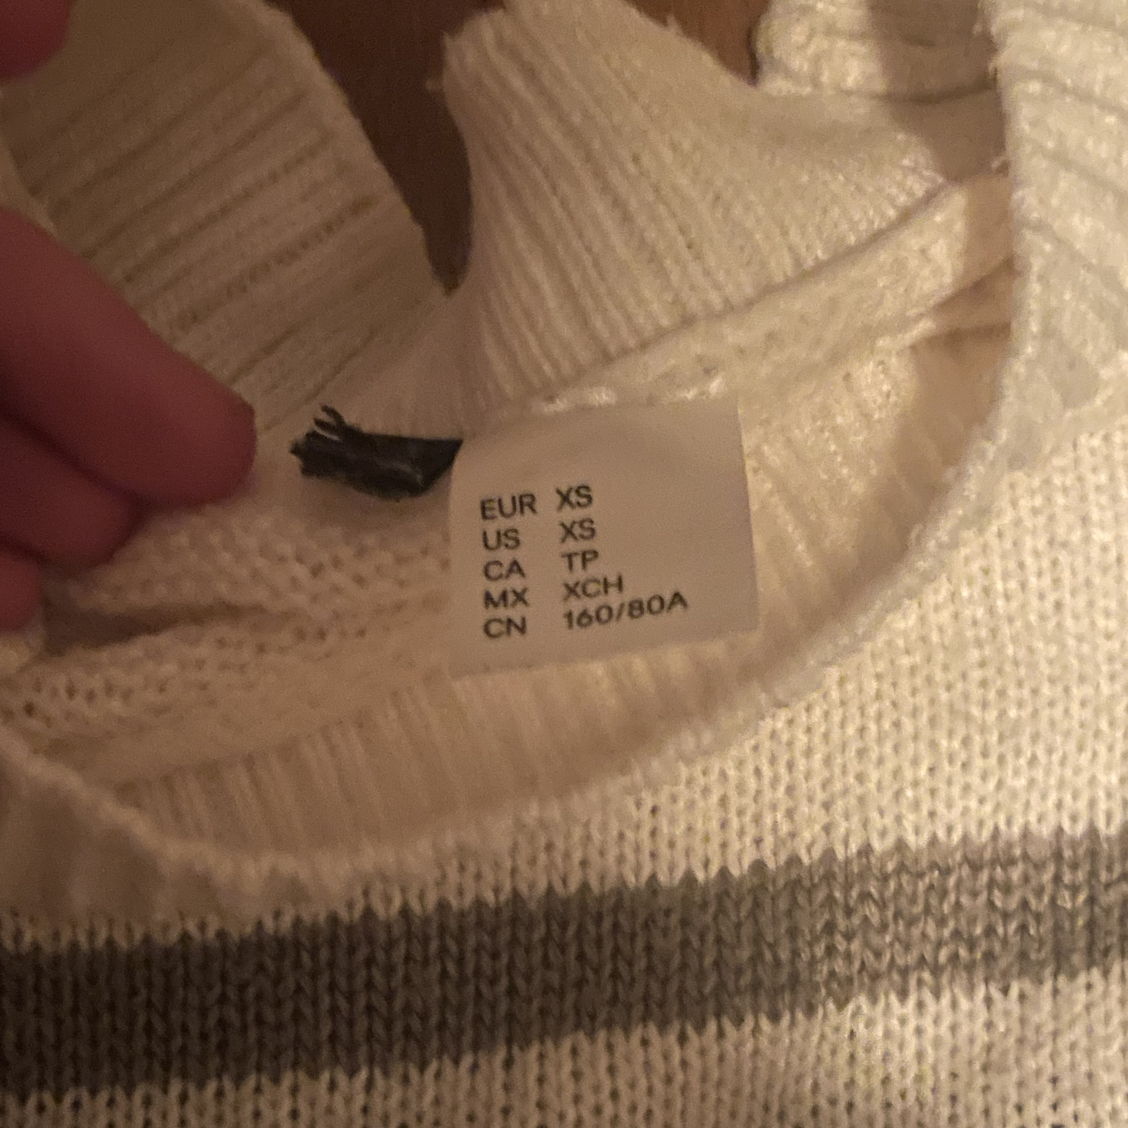 EUR XS
US XS
CA TP
MX XCH
CN 160/80A